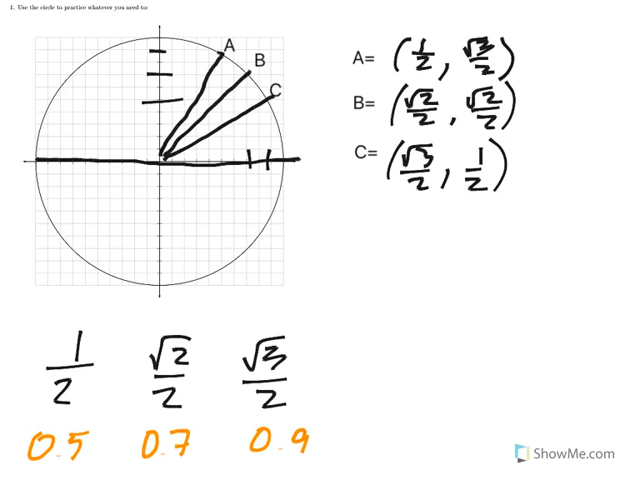 1. Use the circle to practice whatever you need to:
A
B
C
A= (1/2, √3/2)
B= (√2/2, √2/2)
C= (√3/2, 1/2)
1/2 √2/2 √3/2
0.5 0.7 0.9
ShowMe.com